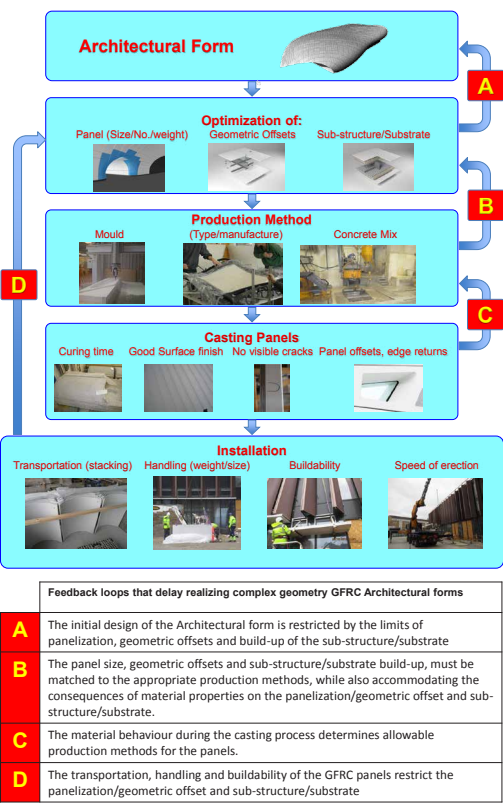 Architectural Form
A
Optimization of:
Panel (Size/No./weight) Geometric Offsets Sub-structure/Substrate
B
Production Method
Mould (Type/manufacture) Concrete Mix
D
C
Casting Panels
Curing time Good Surface finish No visible cracks Panel offsets, edge returns
Installation
Transportation (stacking) Handling (weight/size) Buildability Speed of erection
Feedback loops that delay realizing complex geometry GFRC Architectural forms
A
The initial design of the Architectural form is restricted by the limits of
panelization, geometric offsets and build-up of the sub-structure/substrate
B
The panel size, geometric offsets and sub-structure/substrate build-up, must be
matched to the appropriate production methods, while also accommodating the
consequences of material properties on the panelization/geometric offset and sub-
structure/substrate.
C
The material behaviour during the casting process determines allowable
production methods for the panels.
D
The transportation, handling and buildability of the GFRC panels restrict the
panelization/geometric offset and sub-structure/substrate